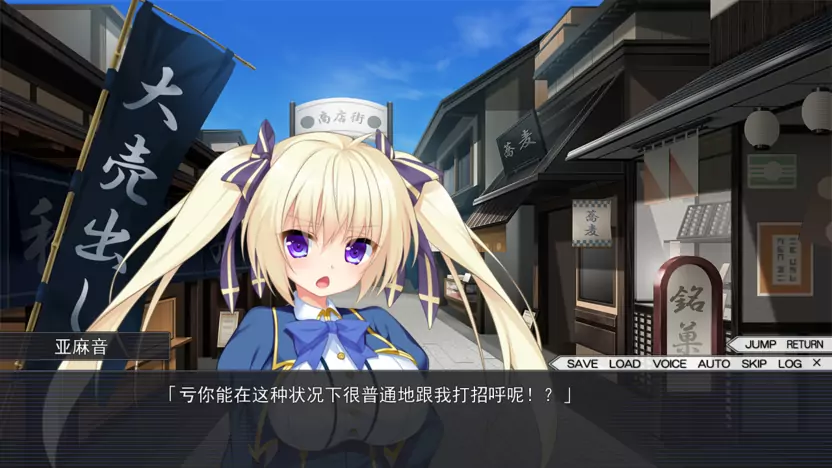 大売出し
商店街
蕎麦
蕎麦
銘菓
亚麻音
JUMP RETURN
SAVE LOAD VOICE AUTO SKIP LOG ×
「亏你能在这种状况下很普通地跟我打招呼呢！？」